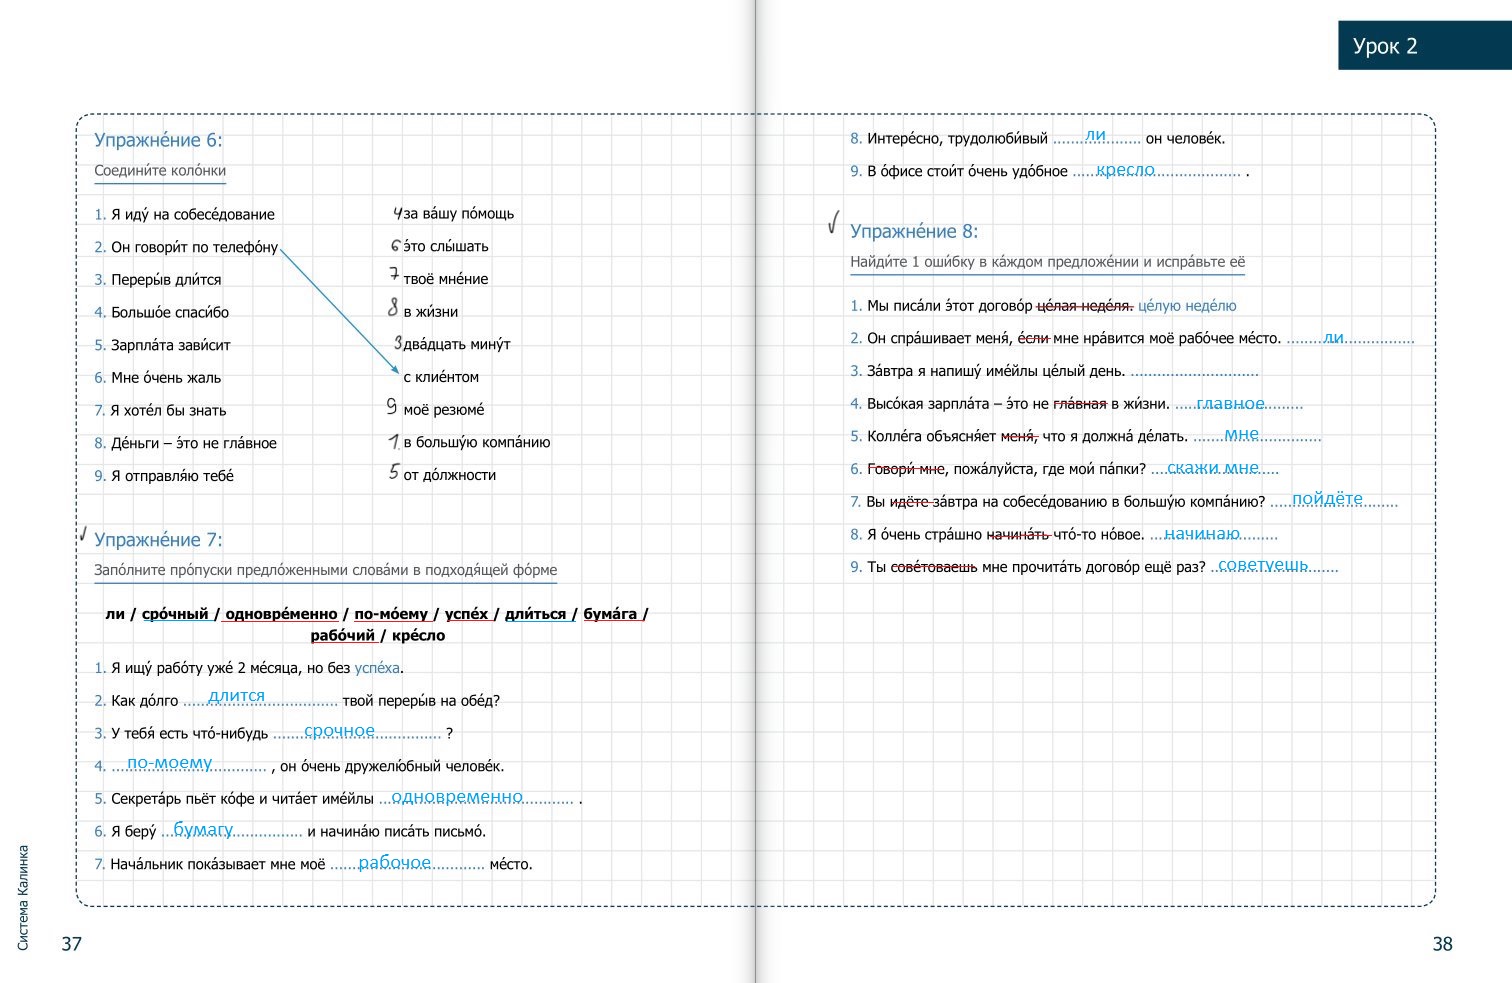 Урок 2
Упражне́ние 6:
Соедини́те коло́нки
1. Я иду́ на собесе́дование
2. Он говори́т по телефо́ну
3. Переры́в дли́тся
4. Большо́е спаси́бо
5. Зарпла́та зави́сит
6. Мне о́чень жаль
7. Я хоте́л бы знать
8. Де́ньги – э́то не гла́вное
9. Я отправля́ю тебе́
4 за ва́шу по́мощь
6 э́то слы́шать
7 твоё мне́ние
8 в жи́зни
3 два́дцать мину́т
с клие́нтом
9 моё резюме́
1. в большу́ю компа́нию
5 от до́лжности
Упражне́ние 7:
Запо́лните про́пуски предло́женными слова́ми в подходя́щей фо́рме
ли / сро́чный / одновре́менно / по-мо́ему / успе́х / дли́ться / бума́га /
рабо́чий / кре́сло
1. Я ищу́ рабо́ту уже́ 2 ме́сяца, но без успе́ха.
2. Как до́лго длится твой переры́в на обе́д?
3. У тебя́ есть что́-нибудь срочное ?
4. по-моему , он о́чень дружелю́бный челове́к.
5. Секрета́рь пьёт ко́фе и чита́ет име́йлы одновременно .
6. Я беру́ бумагу и начина́ю писа́ть письмо́.
7. Нача́льник пока́зывает мне моё рабочее ме́сто.
Система Калинка
37
8. Интере́сно, трудолюби́вый ли он челове́к.
9. В о́фисе стои́т о́чень удо́бное кресло .
Упражне́ние 8:
Найди́те 1 оши́бку в ка́ждом предложе́нии и испра́вьте её
1. Мы писа́ли э́тот догово́р це́лая неде́ля. це́лую неде́лю
2. Он спра́шивает меня́, е́сли мне нра́вится моё рабо́чее ме́сто. ли
3. За́втра я напишу́ име́йлы це́лый день.
4. Высо́кая зарпла́та – э́то не гла́вная в жи́зни. главное
5. Колле́га объясня́ет меня́, что я должна́ де́лать. мне
6. Говори́ мне, пожа́луйста, где мои́ па́пки? скажи мне
7. Вы идёте за́втра на собесе́дованию в большу́ю компа́нию? пойдёте
8. Я о́чень стра́шно начина́ть что́-то но́вое. начинаю
9. Ты сове́товаешь мне прочита́ть догово́р ещё раз? советуешь
38